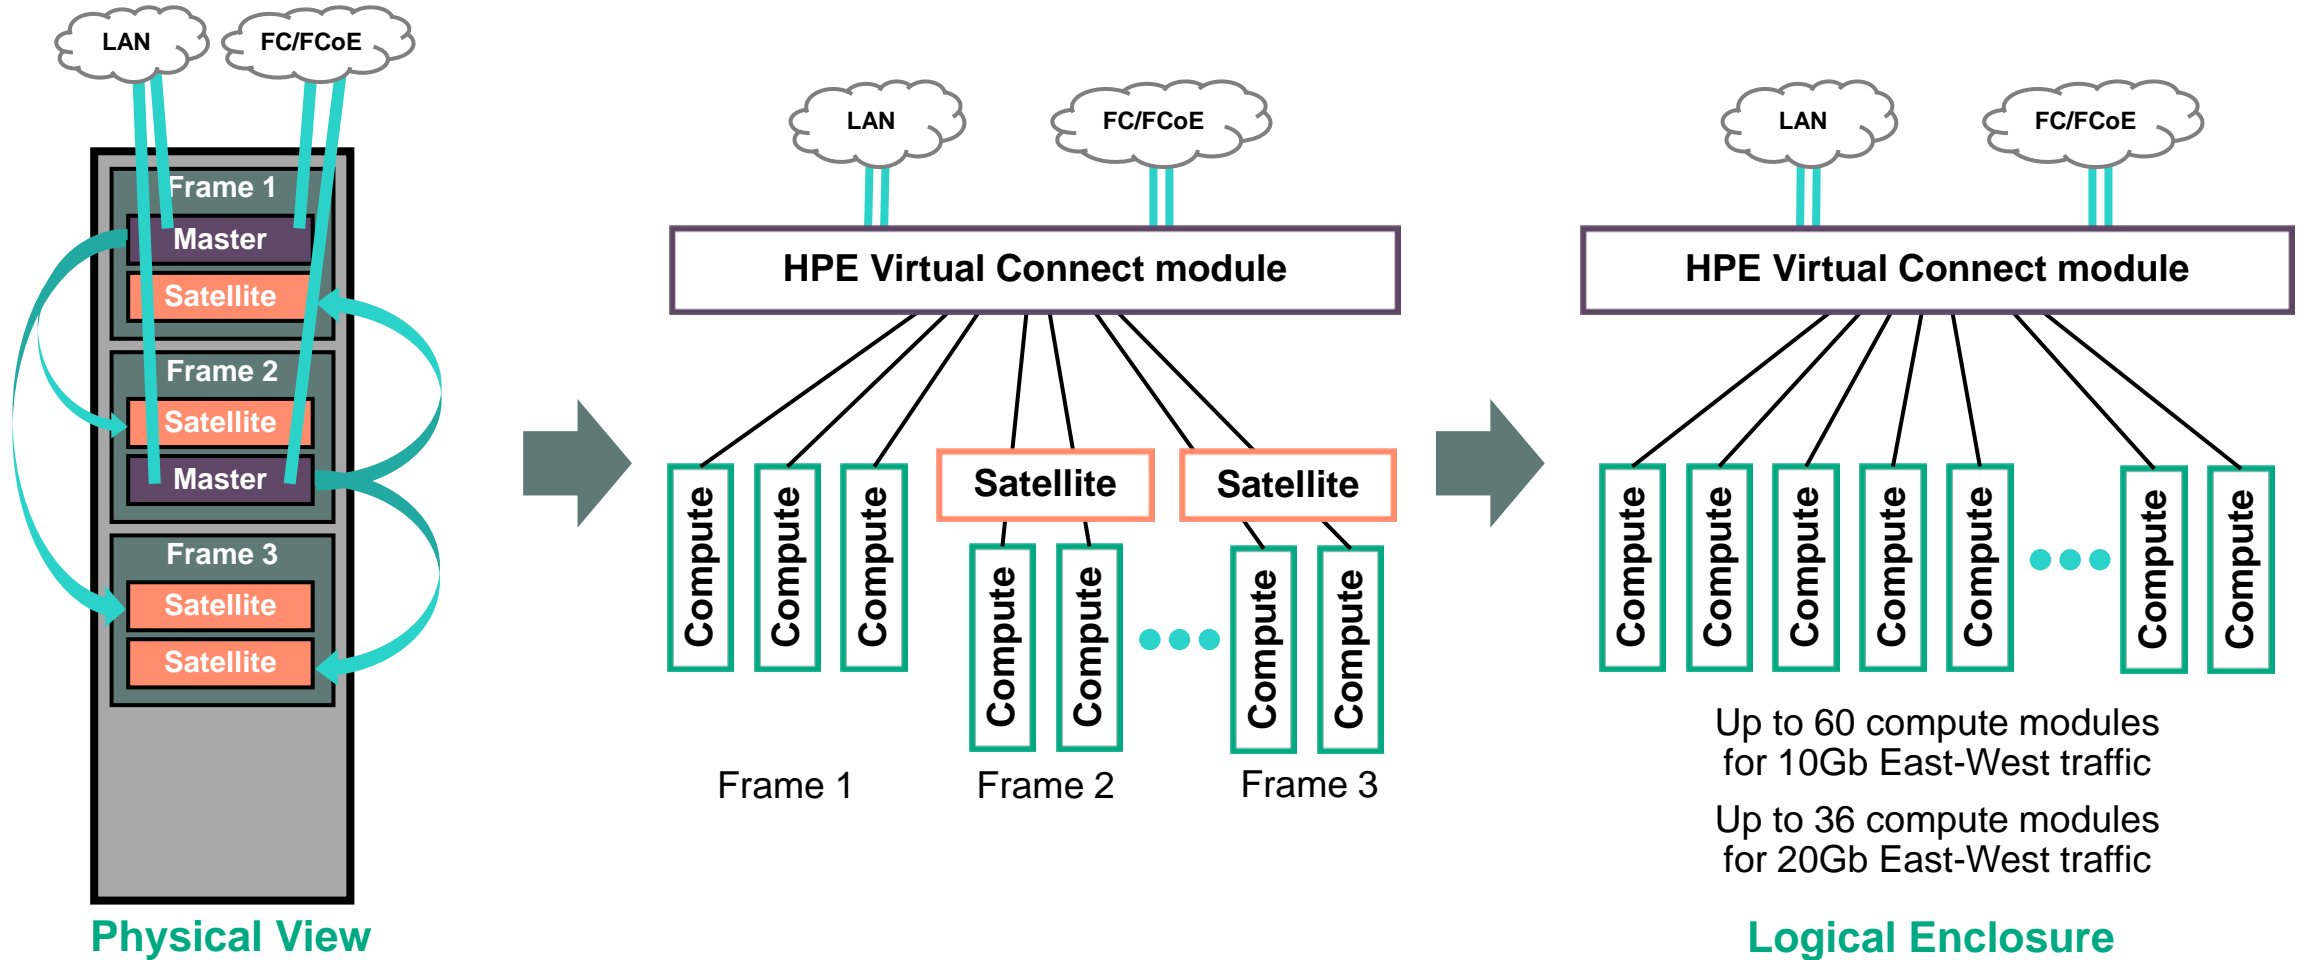 LAN
FC/FCoE
Frame 1
Master
Satellite
Frame 2
Satellite
Master
Frame 3
Satellite
Satellite
Physical View
LAN
FC/FCoE
HPE Virtual Connect module
Satellite
Satellite
Compute
Compute
Compute
Compute
Compute
Compute
Compute
Frame 1
Frame 2
Frame 3
LAN
FC/FCoE
HPE Virtual Connect module
Compute
Compute
Compute
Compute
Compute
Compute
Compute
Up to 60 compute modules
for 10Gb East-West traffic
Up to 36 compute modules
for 20Gb East-West traffic
Logical Enclosure